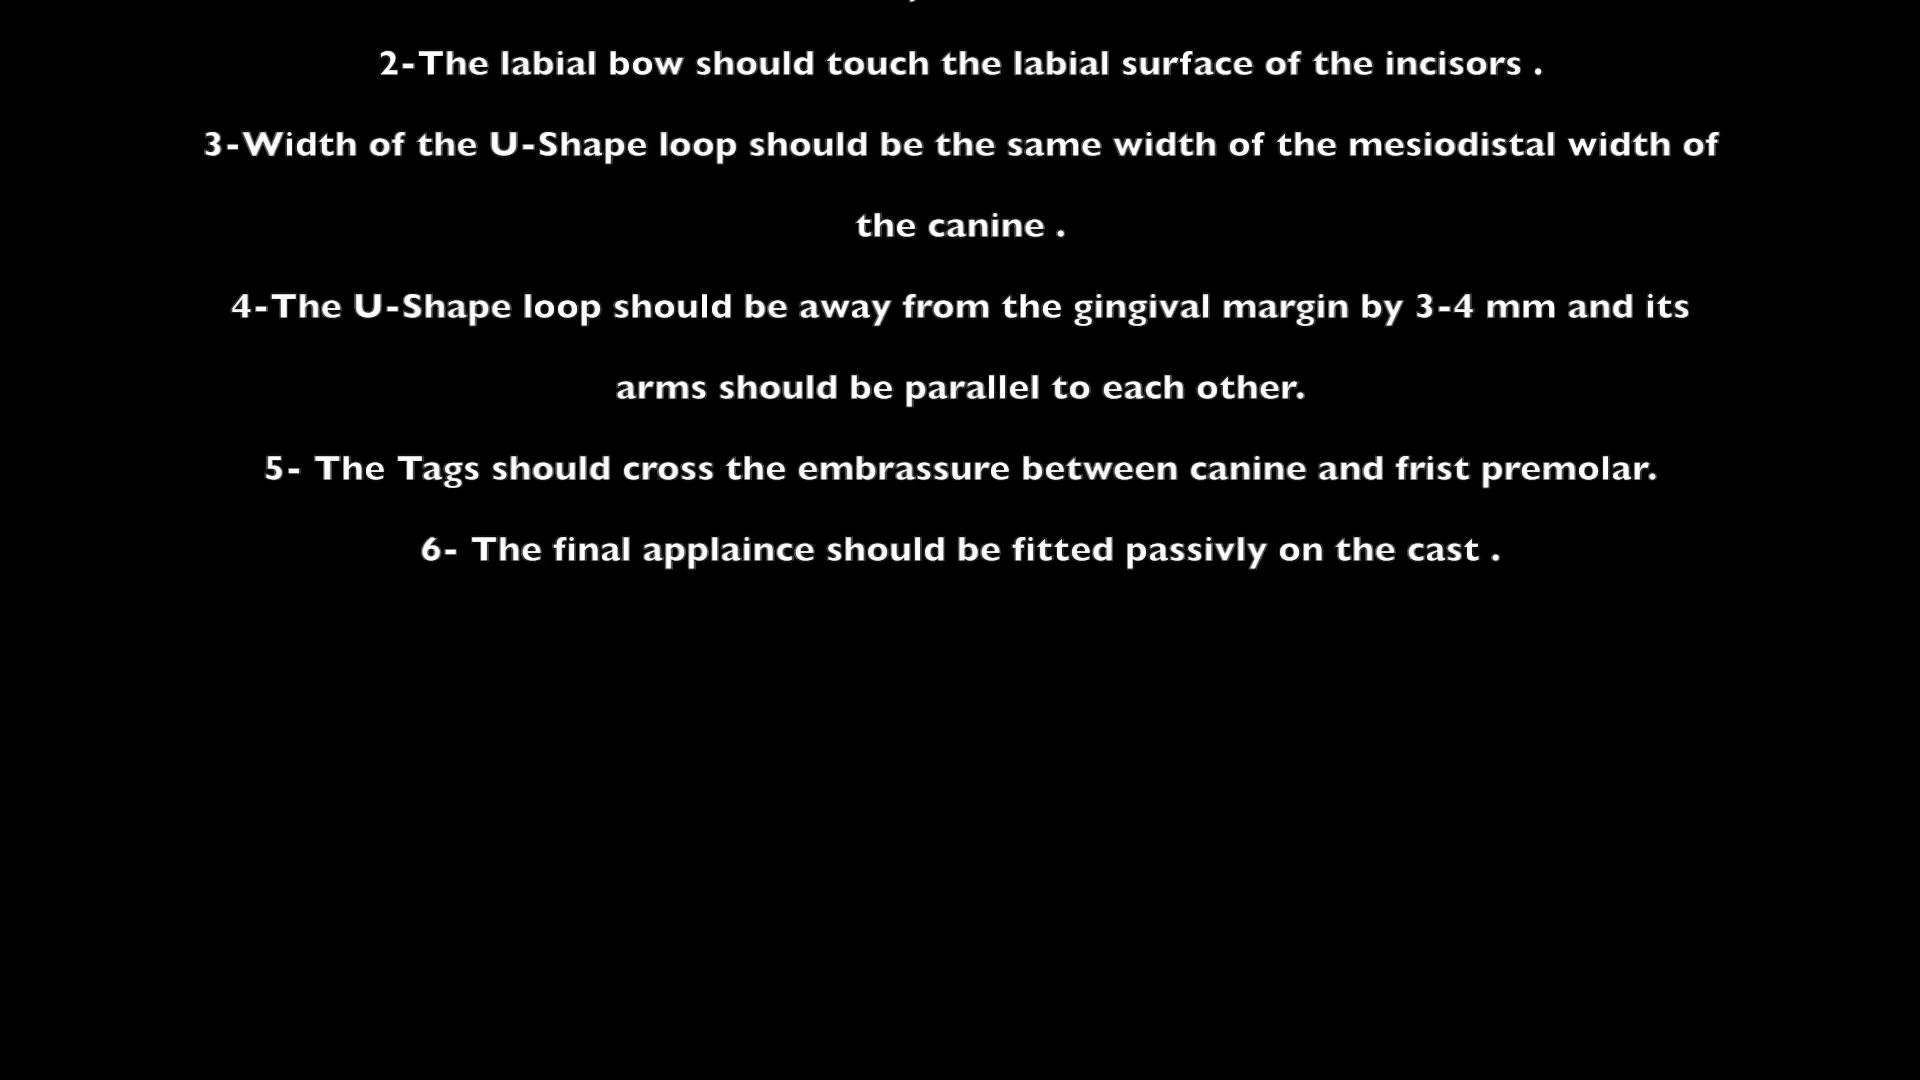 2-The labial bow should touch the labial surface of the incisors .
3-Width of the U-Shape loop should be the same width of the mesiodistal width of
the canine .
4-The U-Shape loop should be away from the gingival margin by 3-4 mm and its
arms should be parallel to each other.
5- The Tags should cross the embrassure between canine and frist premolar.
6- The final applaince should be fitted passivly on the cast .